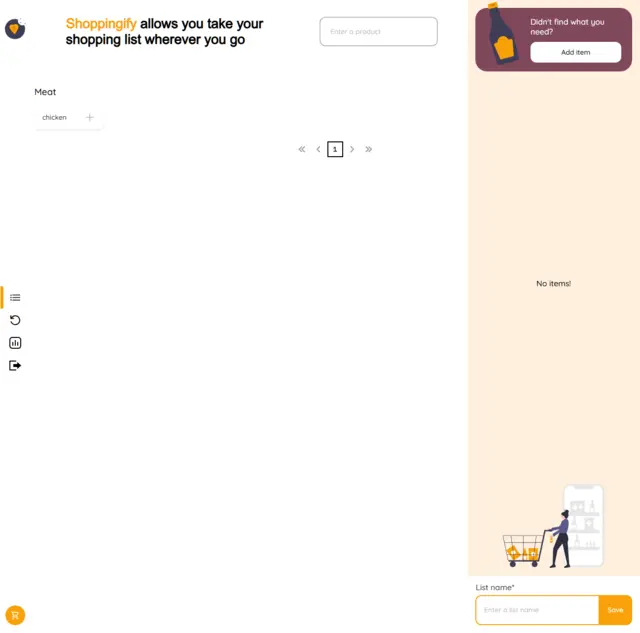 Shoppingify allows you take your
shopping list wherever you go
Enter a product
Meat
chicken
1
Didn't find what you
need?
Add item
No items!
List name*
Enter a list name
Save